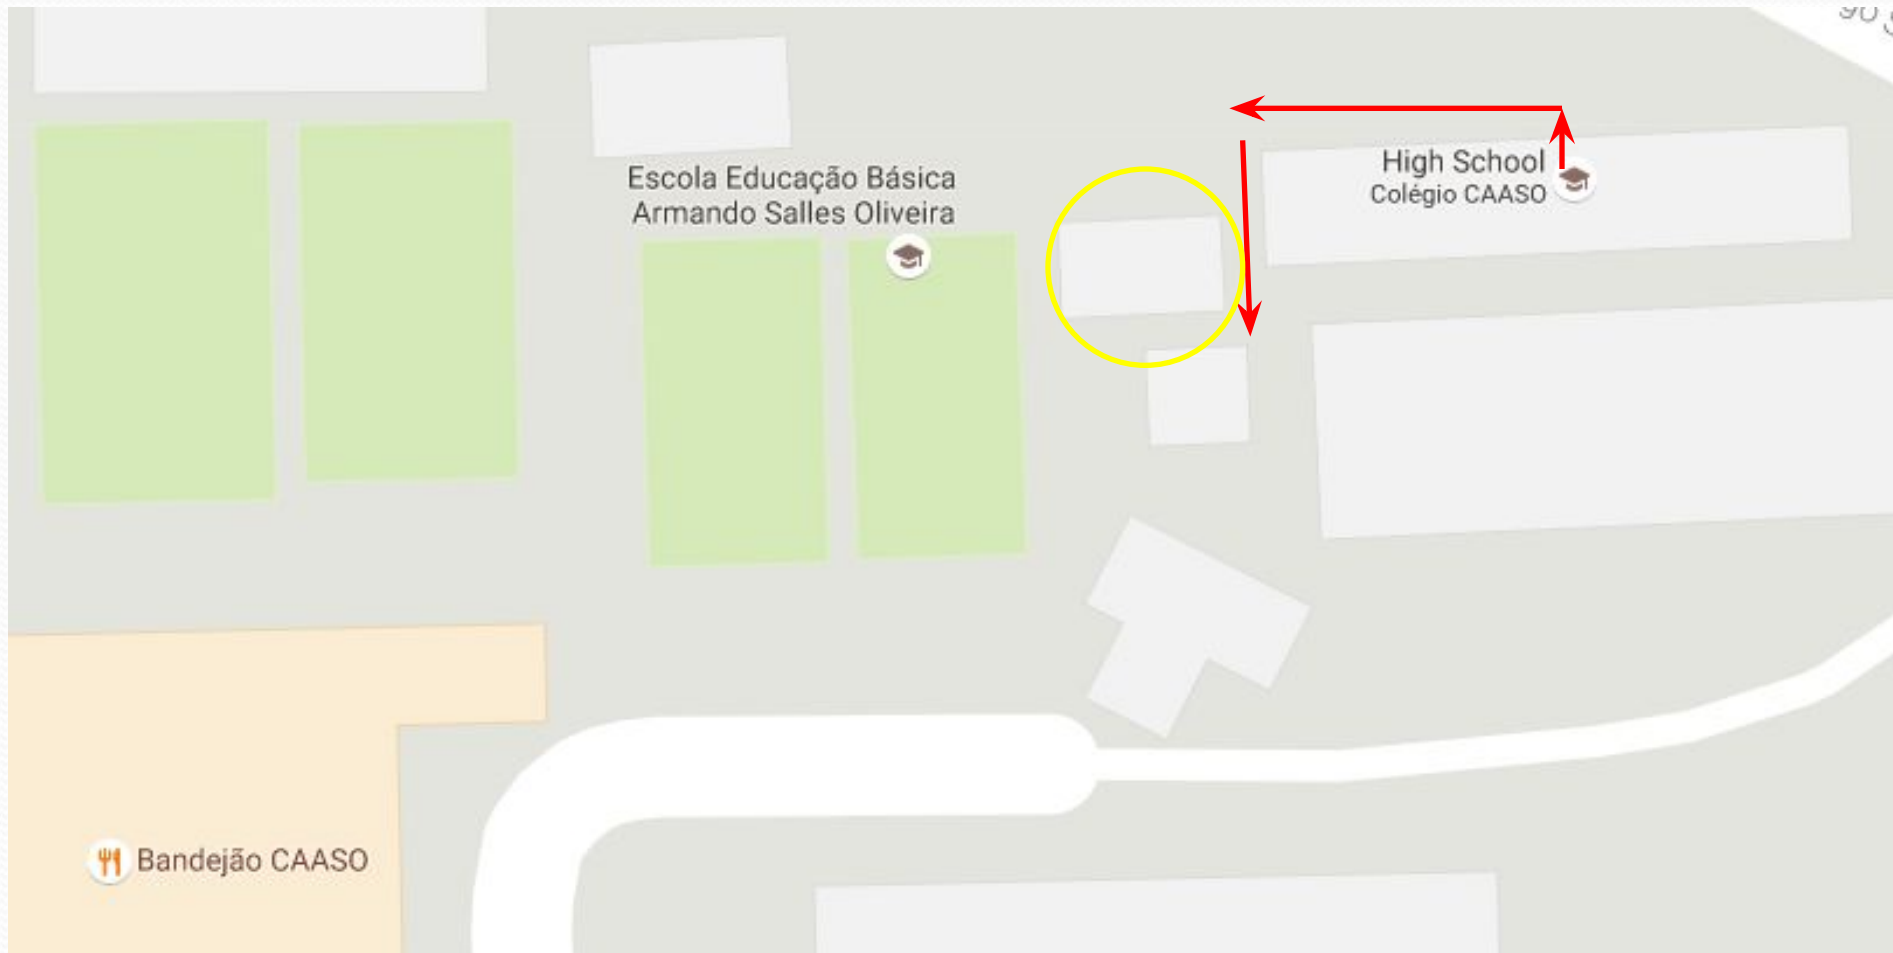 High School
Colégio CAASO
Escola Educação Básica
Armando Salles Oliveira
Bandejão CAASO